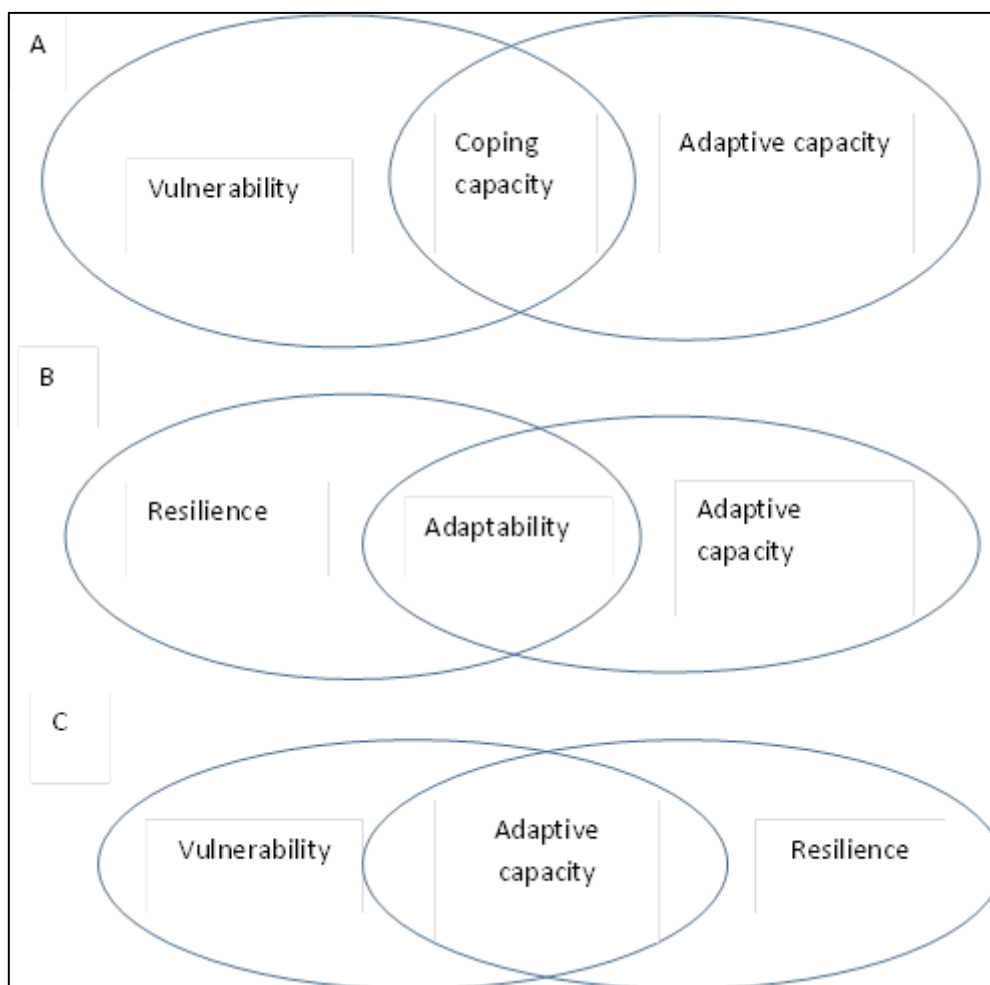 A
Vulnerability
Coping
capacity
Adaptive capacity
B
Resilience
Adaptability
Adaptive
capacity
C
Vulnerability
Adaptive
capacity
Resilience